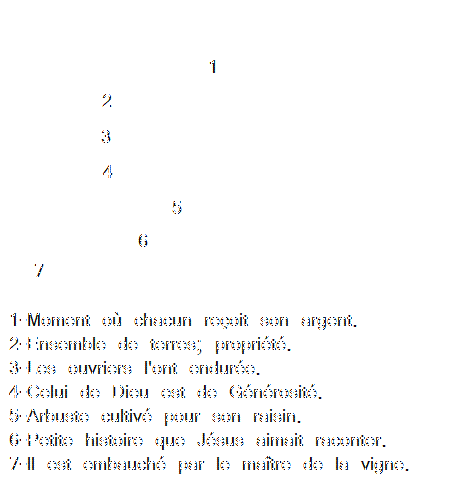 1
2
3
4
5
6
7
1-Moment où chacun reçoit son argent.
2-Ensemble de terres; propriété.
3-Les ouvriers l'ont endurée.
4-Celui de Dieu est de Générosité.
5-Arbuste cultivé pour son raisin.
6-Petite histoire que Jésus aimait raconter.
7-Il est embauché par le maître de la vigne.